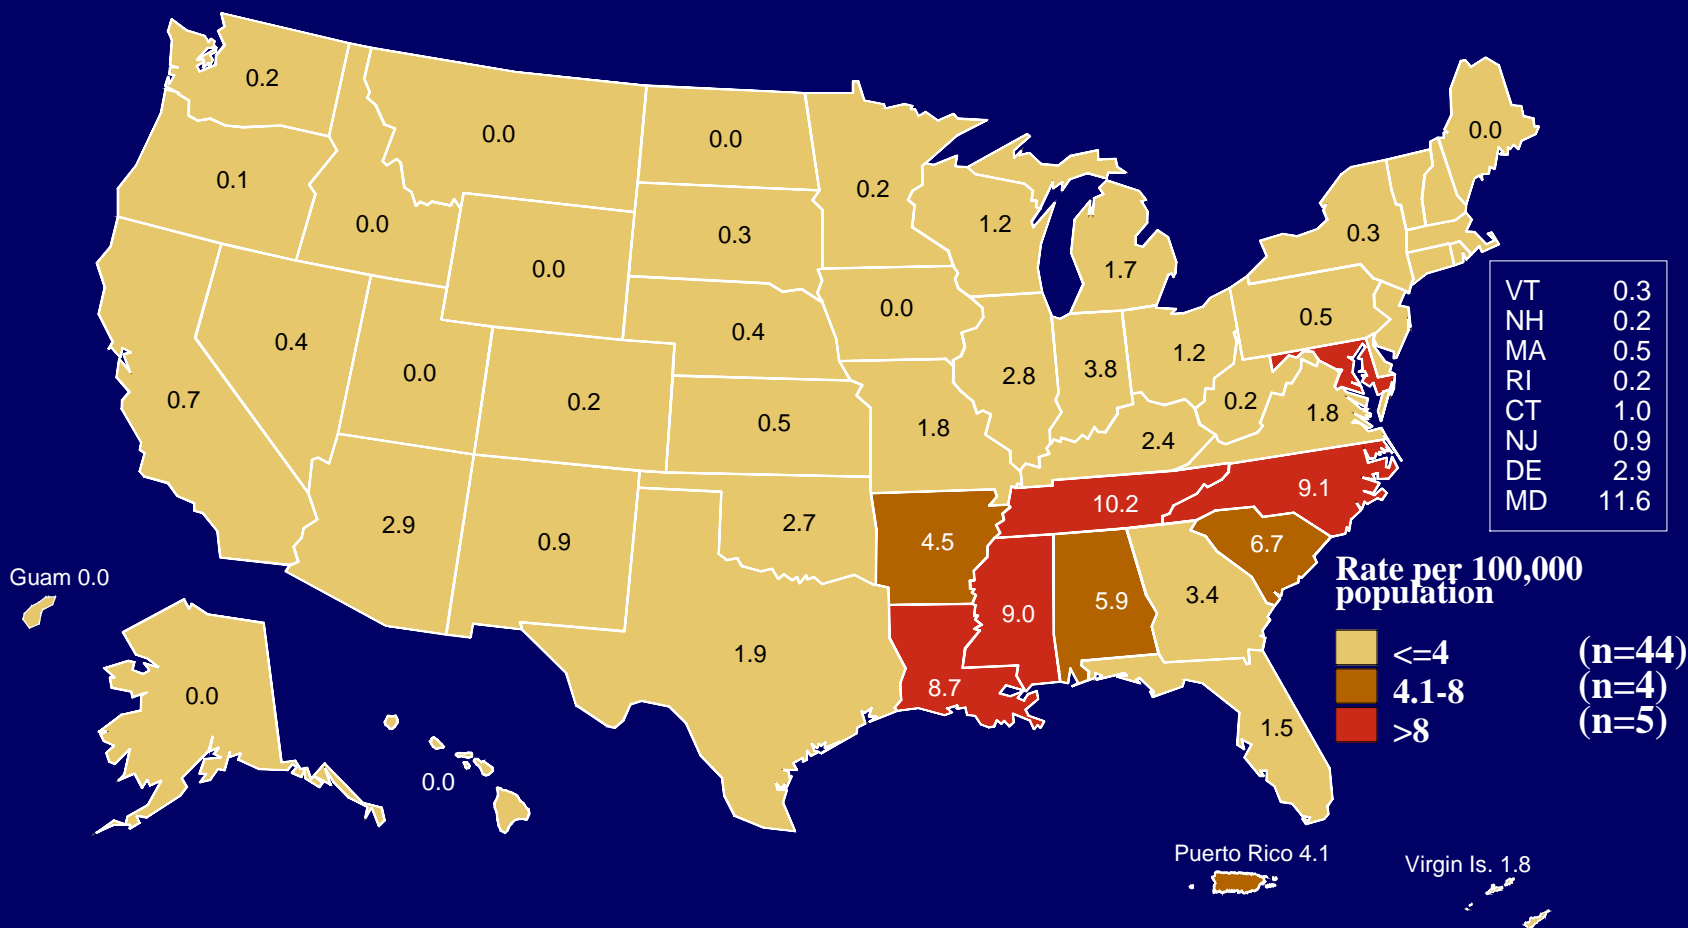 0.2
0.0
0.0
0.0
0.1
0.2
0.0
1.2
0.3
0.3
0.0
1.7
VT 0.3
NH 0.2
MA 0.5
RI 0.2
CT 1.0
NJ 0.9
DE 2.9
MD 11.6
0.0
0.5
0.4
0.4
1.2
0.0
3.8
2.8
0.7
0.2
0.2
1.8
0.5
1.8
2.4
9.1
10.2
2.9
2.7
0.9
4.5
6.7
Guam 0.0
Rate per 100,000
population
3.4
5.9
9.0
<=4 (n=44)
1.9
4.1-8 (n=4)
8.7
0.0
>8 (n=5)
1.5
0.0
Puerto Rico 4.1
Virgin Is. 1.8